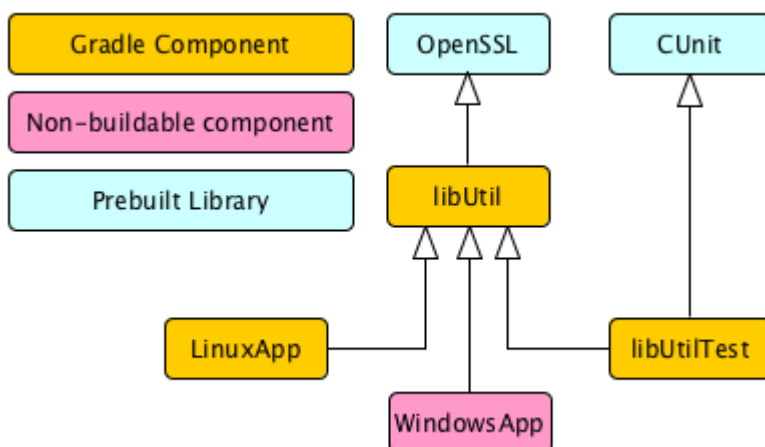 Gradle Component
OpenSSL
CUnit
Non-buildable component
Prebuilt Library
libUtil
LinuxApp
libUtilTest
WindowsApp